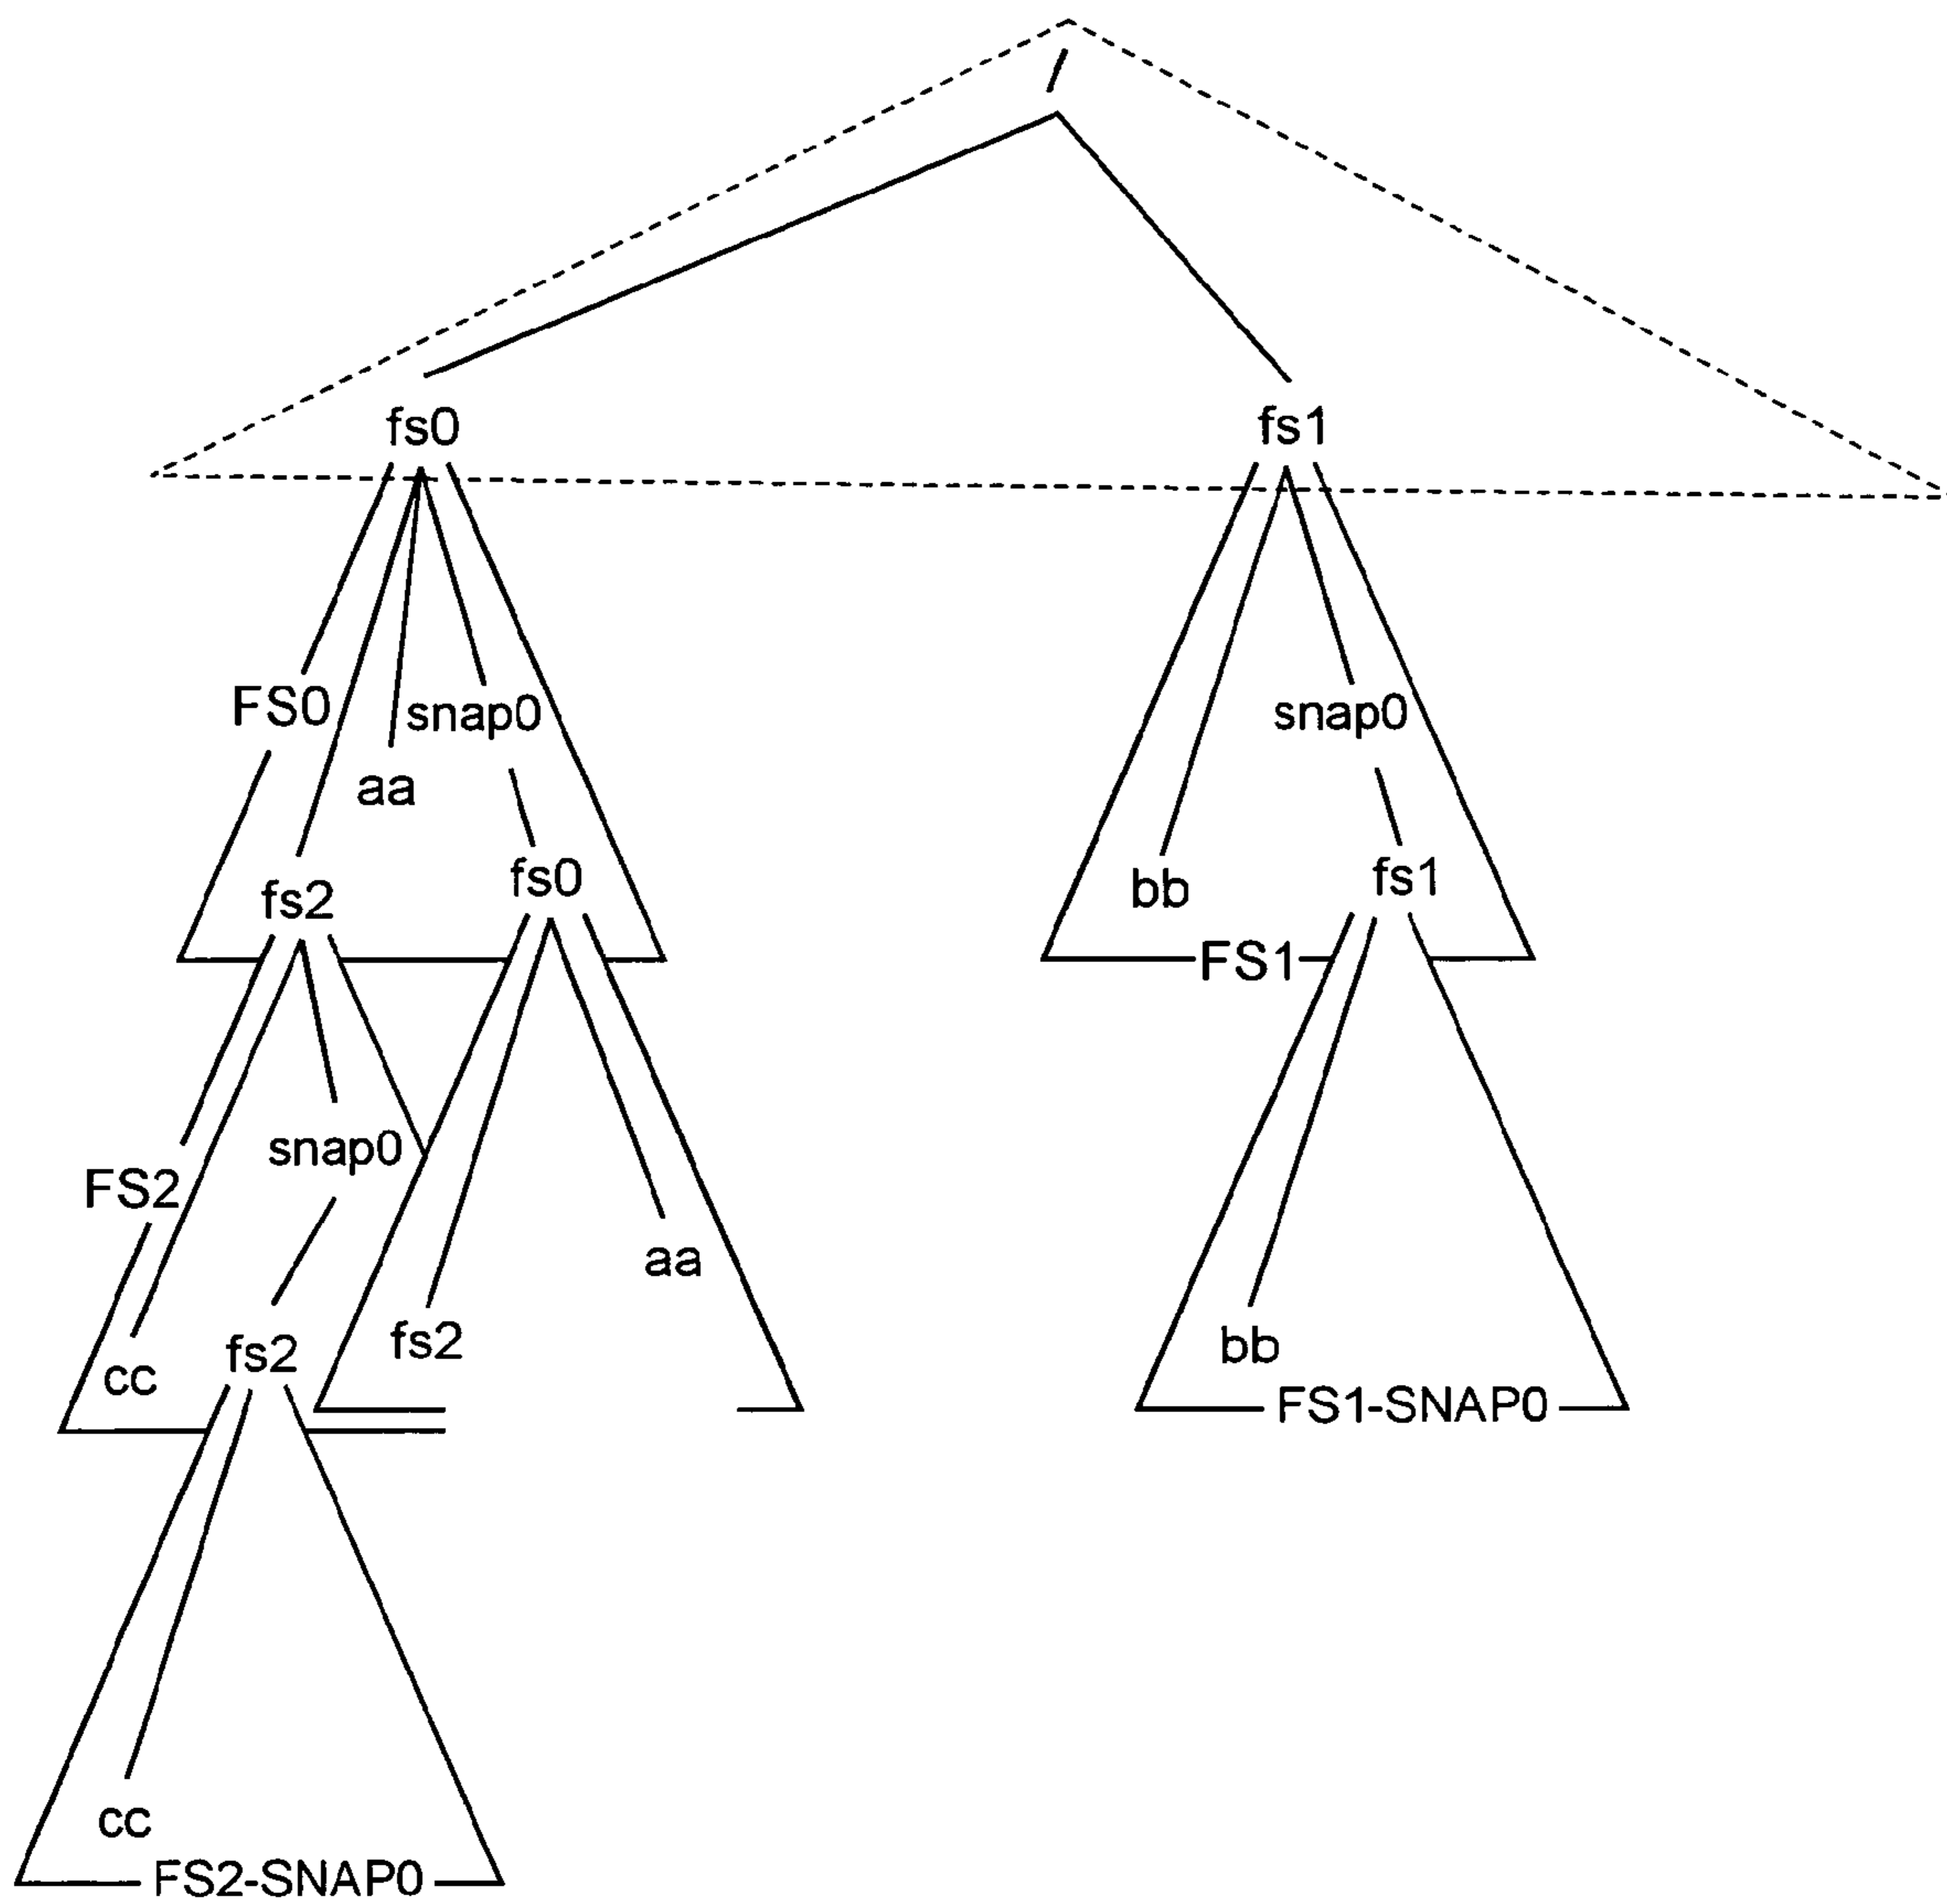 /
fs0
fs1
FS0
snap0
snap0
aa
fs2
fs0
bb
fs1
FS1
snap0
FS2
aa
cc
fs2
fs2
bb
FS1-SNAP0
cc
FS2-SNAP0